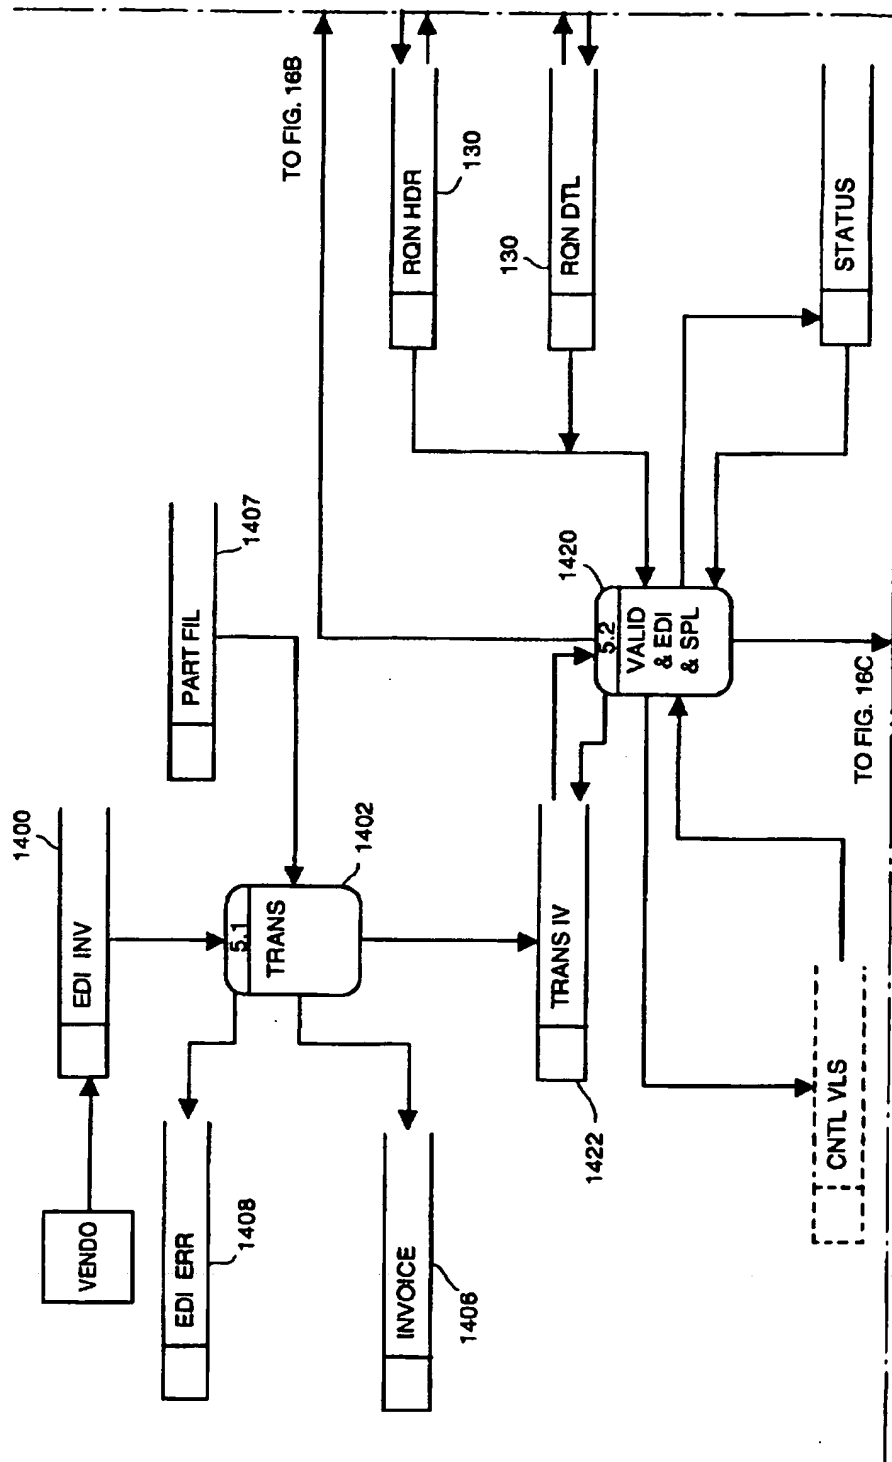 1400
VENDO
EDI INV
EDI ERR
PART FIL
1408
5.1
1407
TRANS
TO FIG. 16B
1402
INVOICE
RQN HDR
1406
130
130
TRANS IV
1420
RQN DTL
1422
5.2
VALID
& EDI
& SPL
CNTL VLS
STATUS
TO FIG. 16C